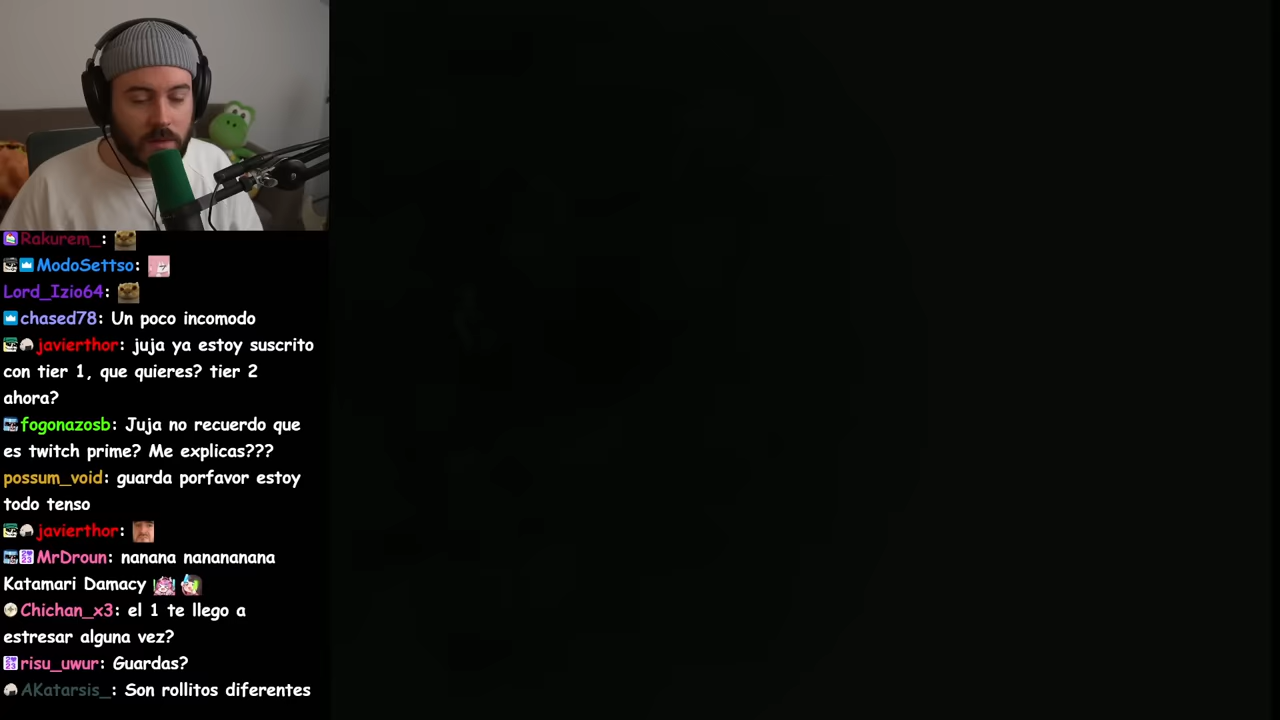 Rakurem_:
ModoSettso:
Lord_Izio64:
chased78: Un poco incomodo
javierthor: juja ya estoy suscrito
con tier 1, que quieres? tier 2
ahora?
fogonazosb: Juja no recuerdo que
es twitch prime? Me explicas???
possum_void: guarda porfavor estoy
todo tenso
javierthor:
MrDroun: nanana nanananana
Katamari Damacy
Chichan_x3: el 1 te llego a
estresar alguna vez?
risu_uwur: Guardas?
AKatarsis_: Son rollitos diferentes